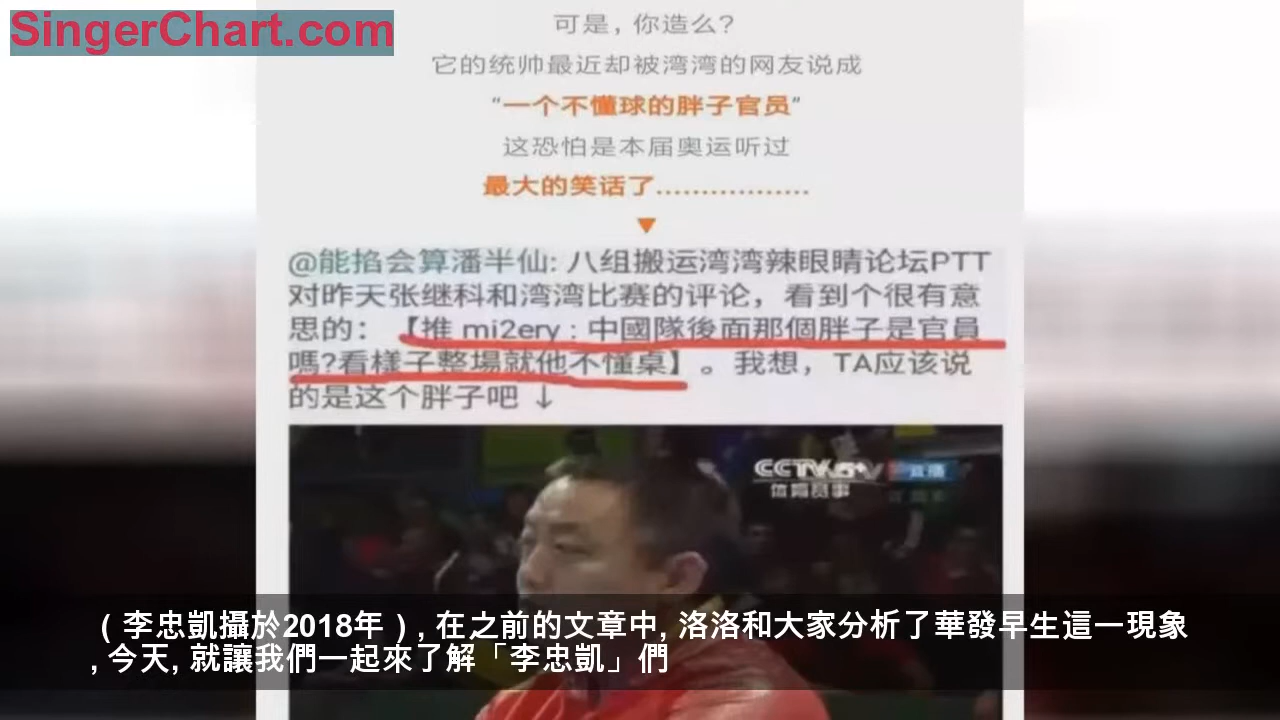 SingerChart.com
可是, 你造么?
它的统帅最近却被湾湾的网友说成
“一个不懂球的胖子官员”
这恐怕是本届奥运听过
最大的笑话了.................
@能掐会算潘半仙: 八组搬运湾湾辣眼睛论坛PTT
对昨天张继科和湾湾比赛的评论，看到个很有意
思的：【推 mi2ery : 中國隊後面那個胖子是官員
嗎?看樣子整場就他不懂桌】。我想，TA应该说
的是这个胖子吧 ↓
CCTV5+ 直播
体育赛事
（李忠凱攝於2018年）, 在之前的文章中, 洛洛和大家分析了華發早生這一現象
, 今天, 就讓我們一起來了解「李忠凱」們